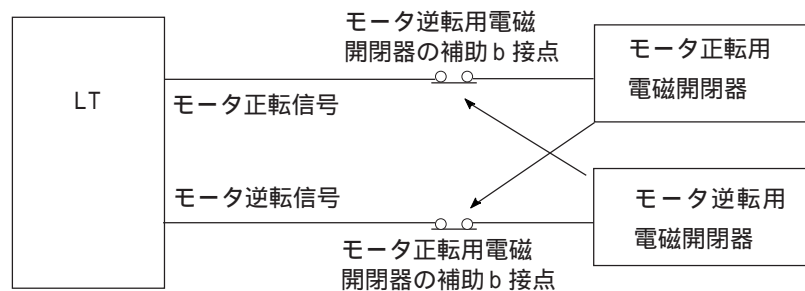 モータ逆転用電磁
開閉器の補助b接点
モータ正転用
電磁開閉器
LT
モータ正転信号
モータ逆転信号
モータ逆転用
電磁開閉器
モータ正転用電磁
開閉器の補助b接点